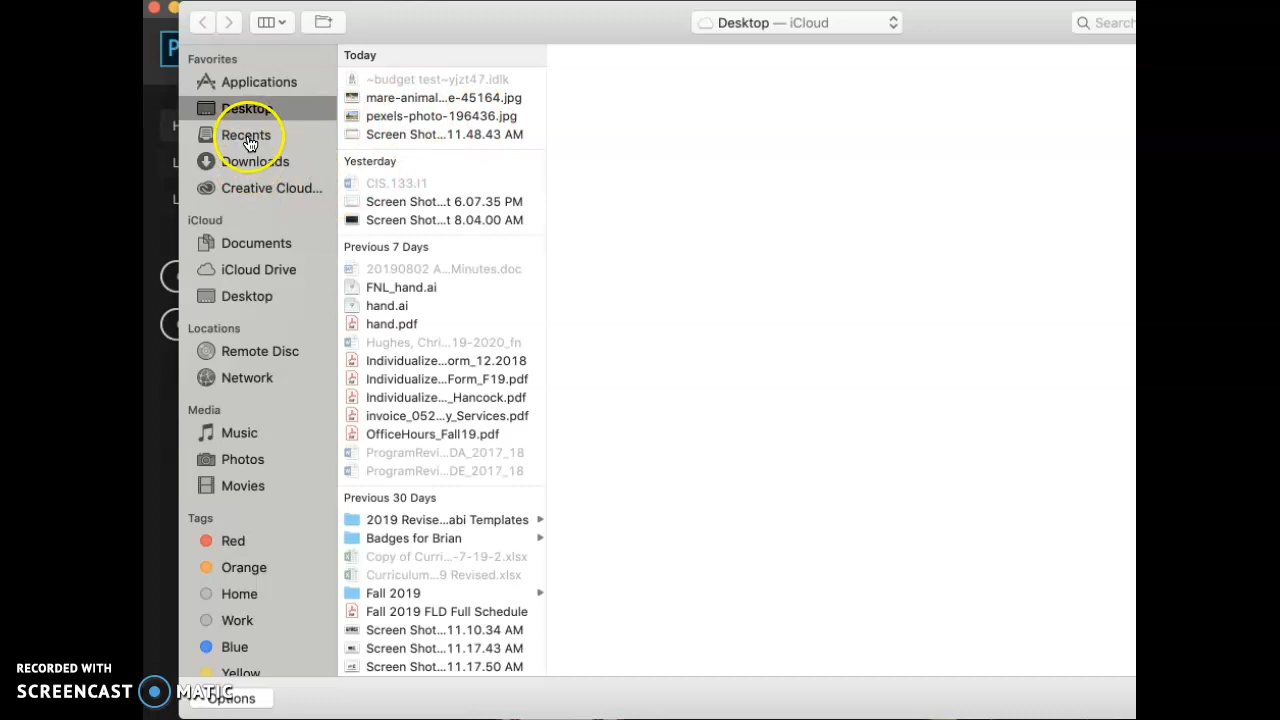 Desktop — iCloud
Search
P
Favorites
Applications
Desktop
Recents
Downloads
Creative Cloud...
iCloud
Documents
iCloud Drive
Desktop
Locations
Remote Disc
Network
Media
Music
Photos
Movies
Tags
Red
Orange
Home
Work
Blue
Yellow
Today
~budget test~yjzt47.idlk
mare-animal...e-45164.jpg
pexels-photo-196436.jpg
Screen Shot...11.48.43 AM
Yesterday
CIS.133.I1
Screen Shot...t 6.07.35 PM
Screen Shot...t 8.04.00 AM
Previous 7 Days
20190802 A...Minutes.doc
FNL_hand.ai
hand.ai
hand.pdf
Hughes, Chri...19-2020_fn
Individualize...orm_12.2018
Individualize...Form_F19.pdf
Individualize..._Hancock.pdf
invoice_052...y_Services.pdf
OfficeHours_Fall19.pdf
ProgramRevi...DA_2017_18
ProgramRevi...DE_2017_18
Previous 30 Days
2019 Revise...abi Templates
Badges for Brian
Copy of Curri...-7-19-2.xlsx
Curriculum...9 Revised.xlsx
Fall 2019
Fall 2019 FLD Full Schedule
Screen Shot...11.10.34 AM
Screen Shot...11.17.43 AM
Screen Shot...11.17.50 AM
Options
RECORDED WITH
SCREENCAST MATIC